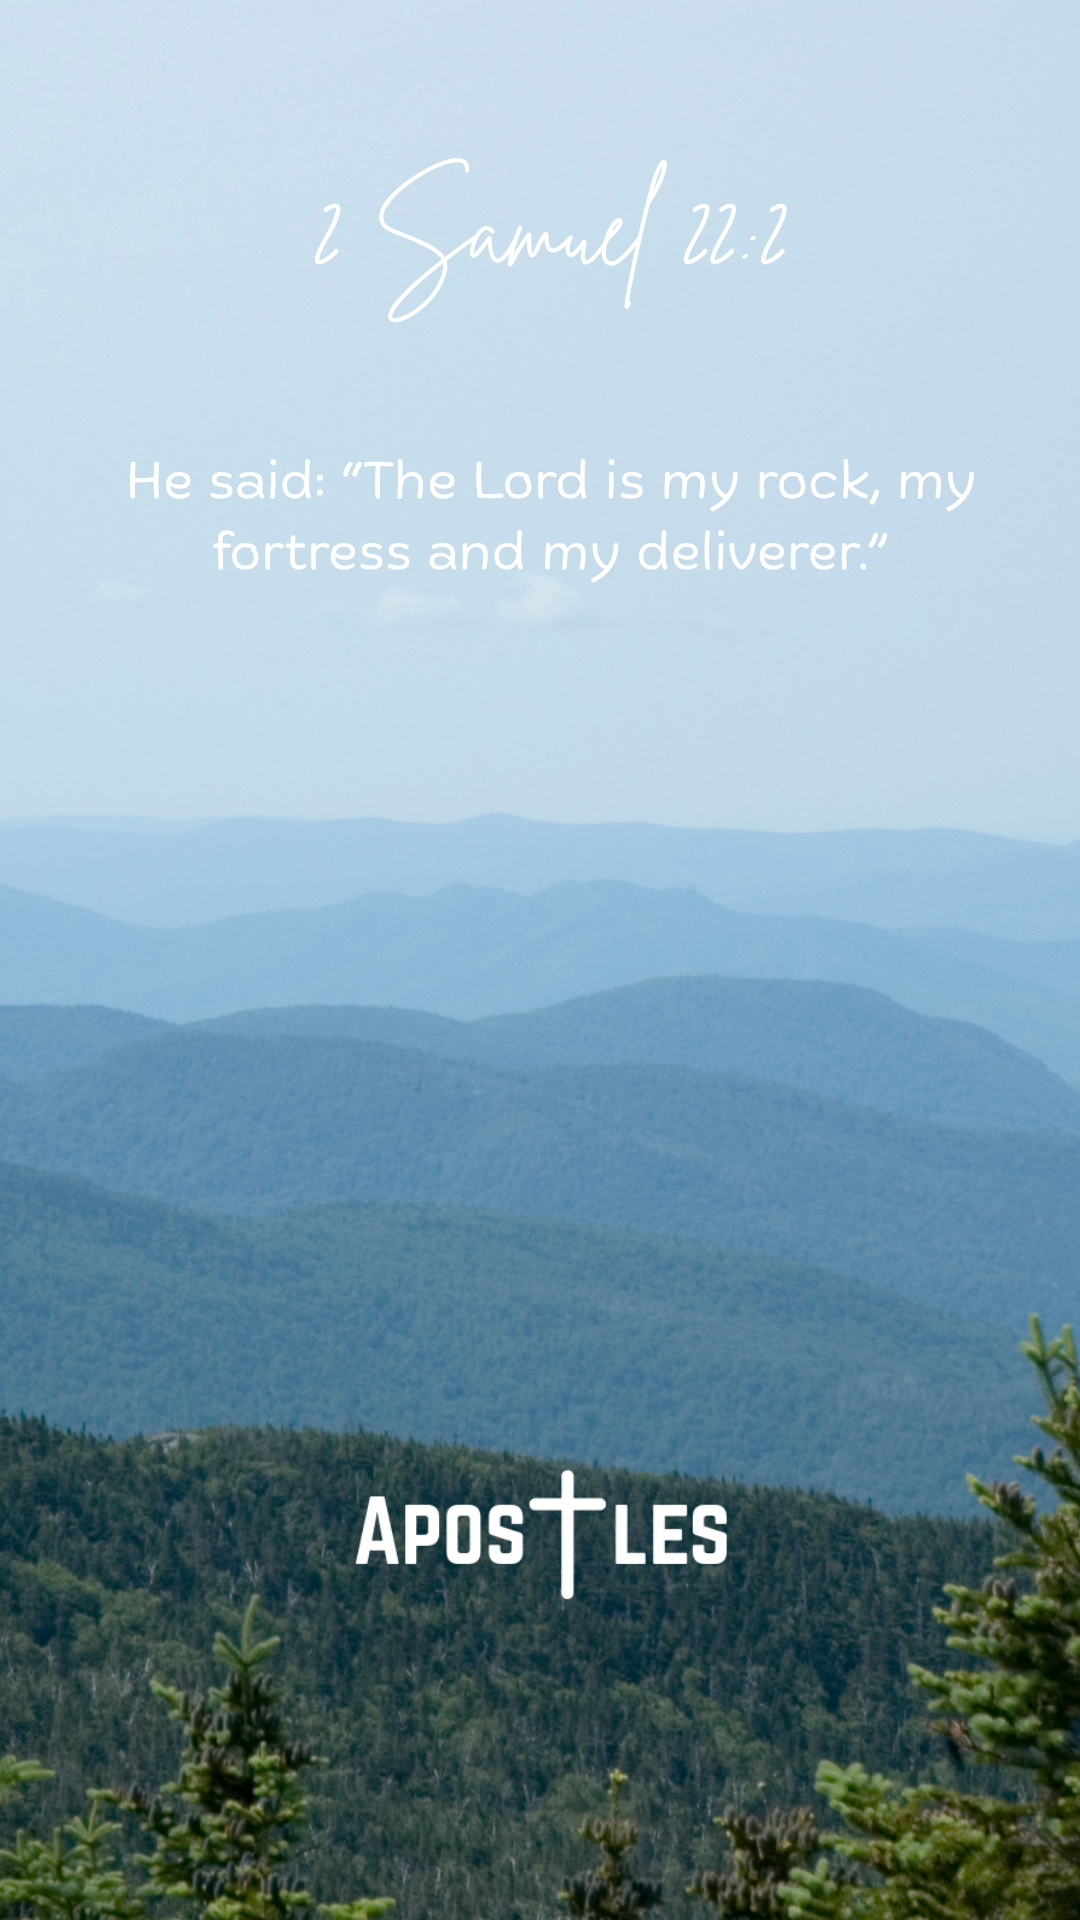 2 Samuel 22:2
He said: “The Lord is my rock, my
fortress and my deliverer.”
APOSTLES